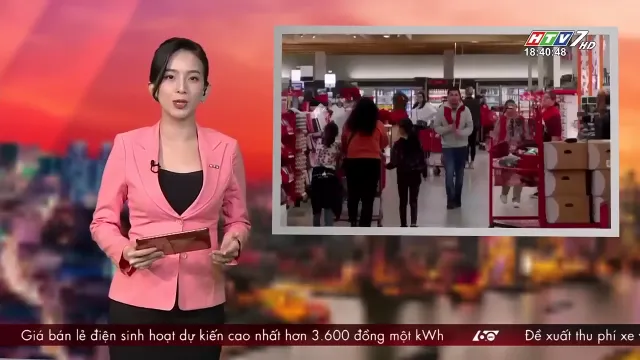 HTV7 HD
18:40:48
Giá bán lẻ điện sinh hoạt dự kiến cao nhất hơn 3.600 đồng một kWh
60
Đề xuất thu phí xe